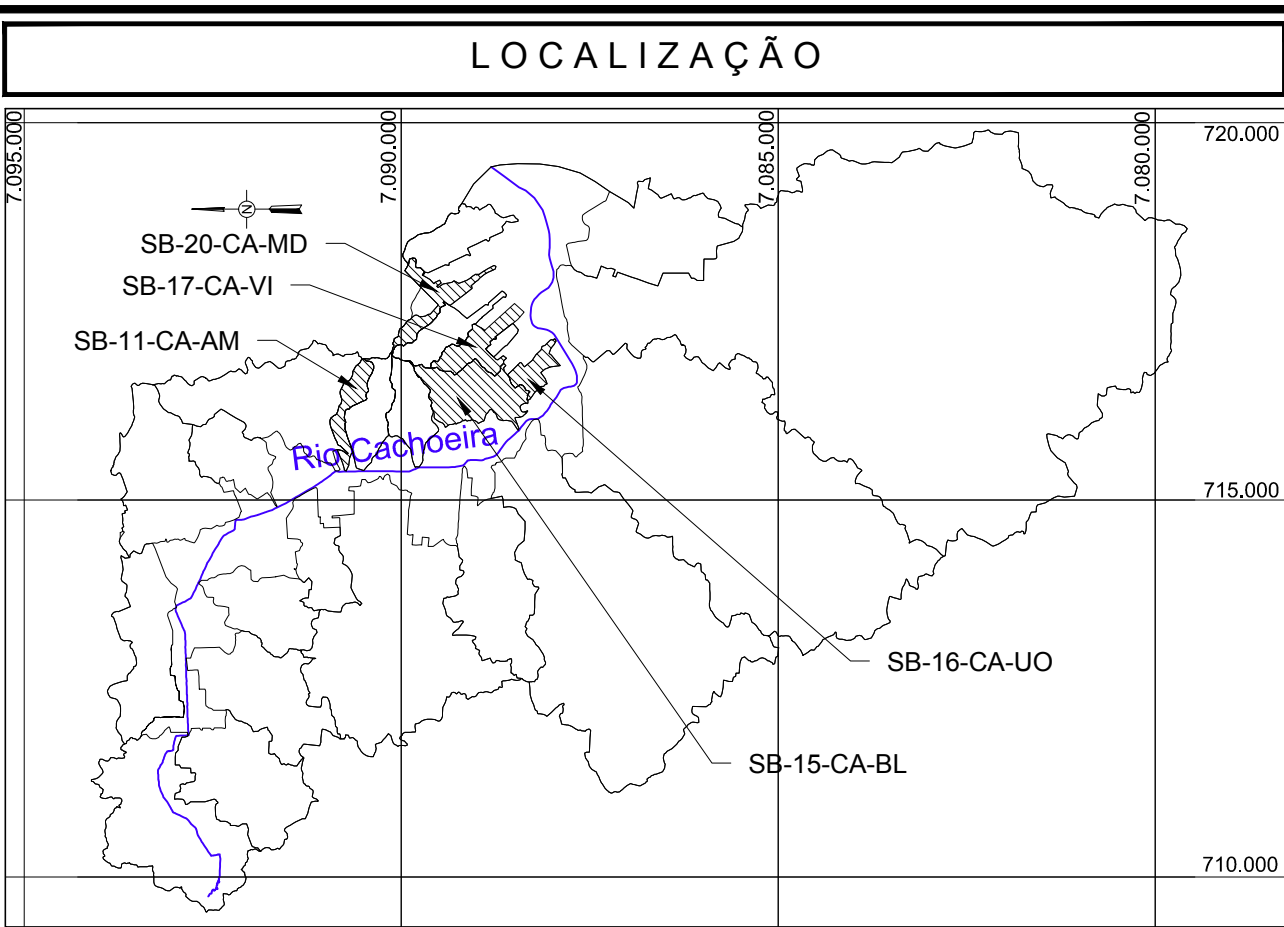 LOCALIZAÇÃO
7.095.000
7.090.000
7.085.000
7.080.000
720.000
N
SB-20-CA-MD
SB-17-CA-VI
SB-11-CA-AM
Rio Cachoeira
715.000
SB-16-CA-UO
SB-15-CA-BL
710.000